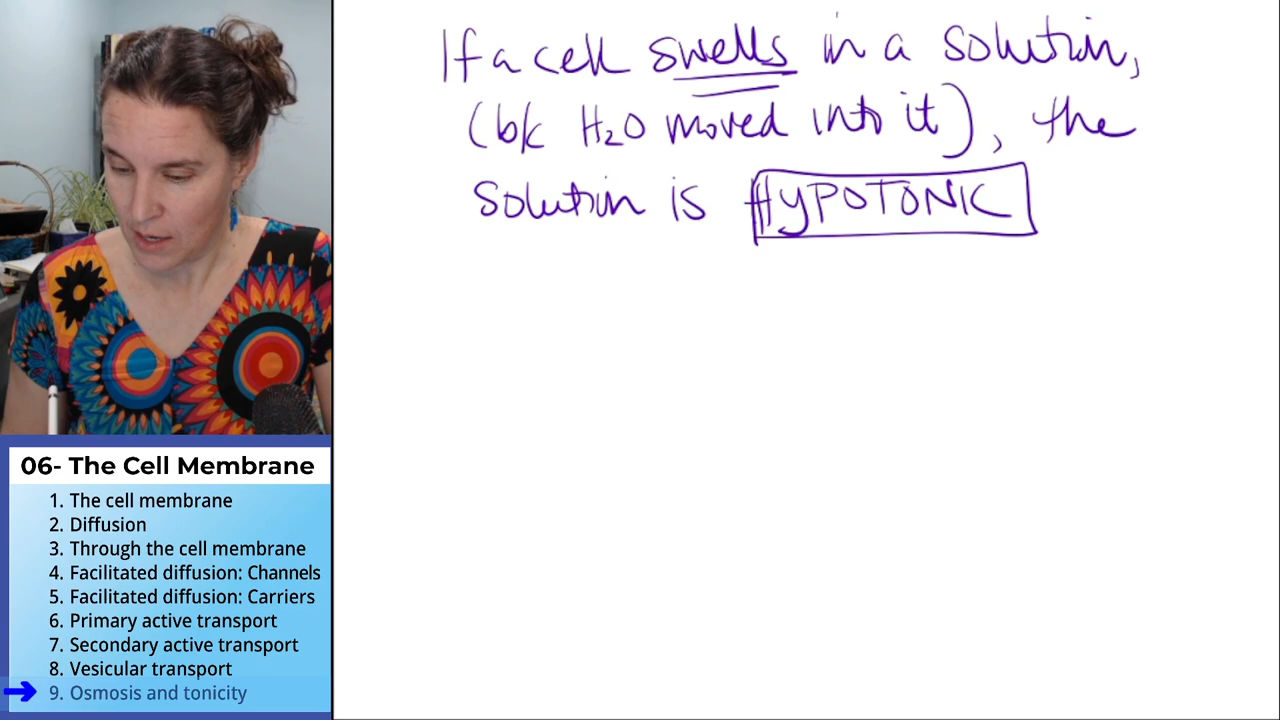 If a cell swells in a solution,
(b/c H₂O moved into it), the
solution is HYPOTONIC
06- The Cell Membrane
1. The cell membrane
2. Diffusion
3. Through the cell membrane
4. Facilitated diffusion: Channels
5. Facilitated diffusion: Carriers
6. Primary active transport
7. Secondary active transport
8. Vesicular transport
9. Osmosis and tonicity